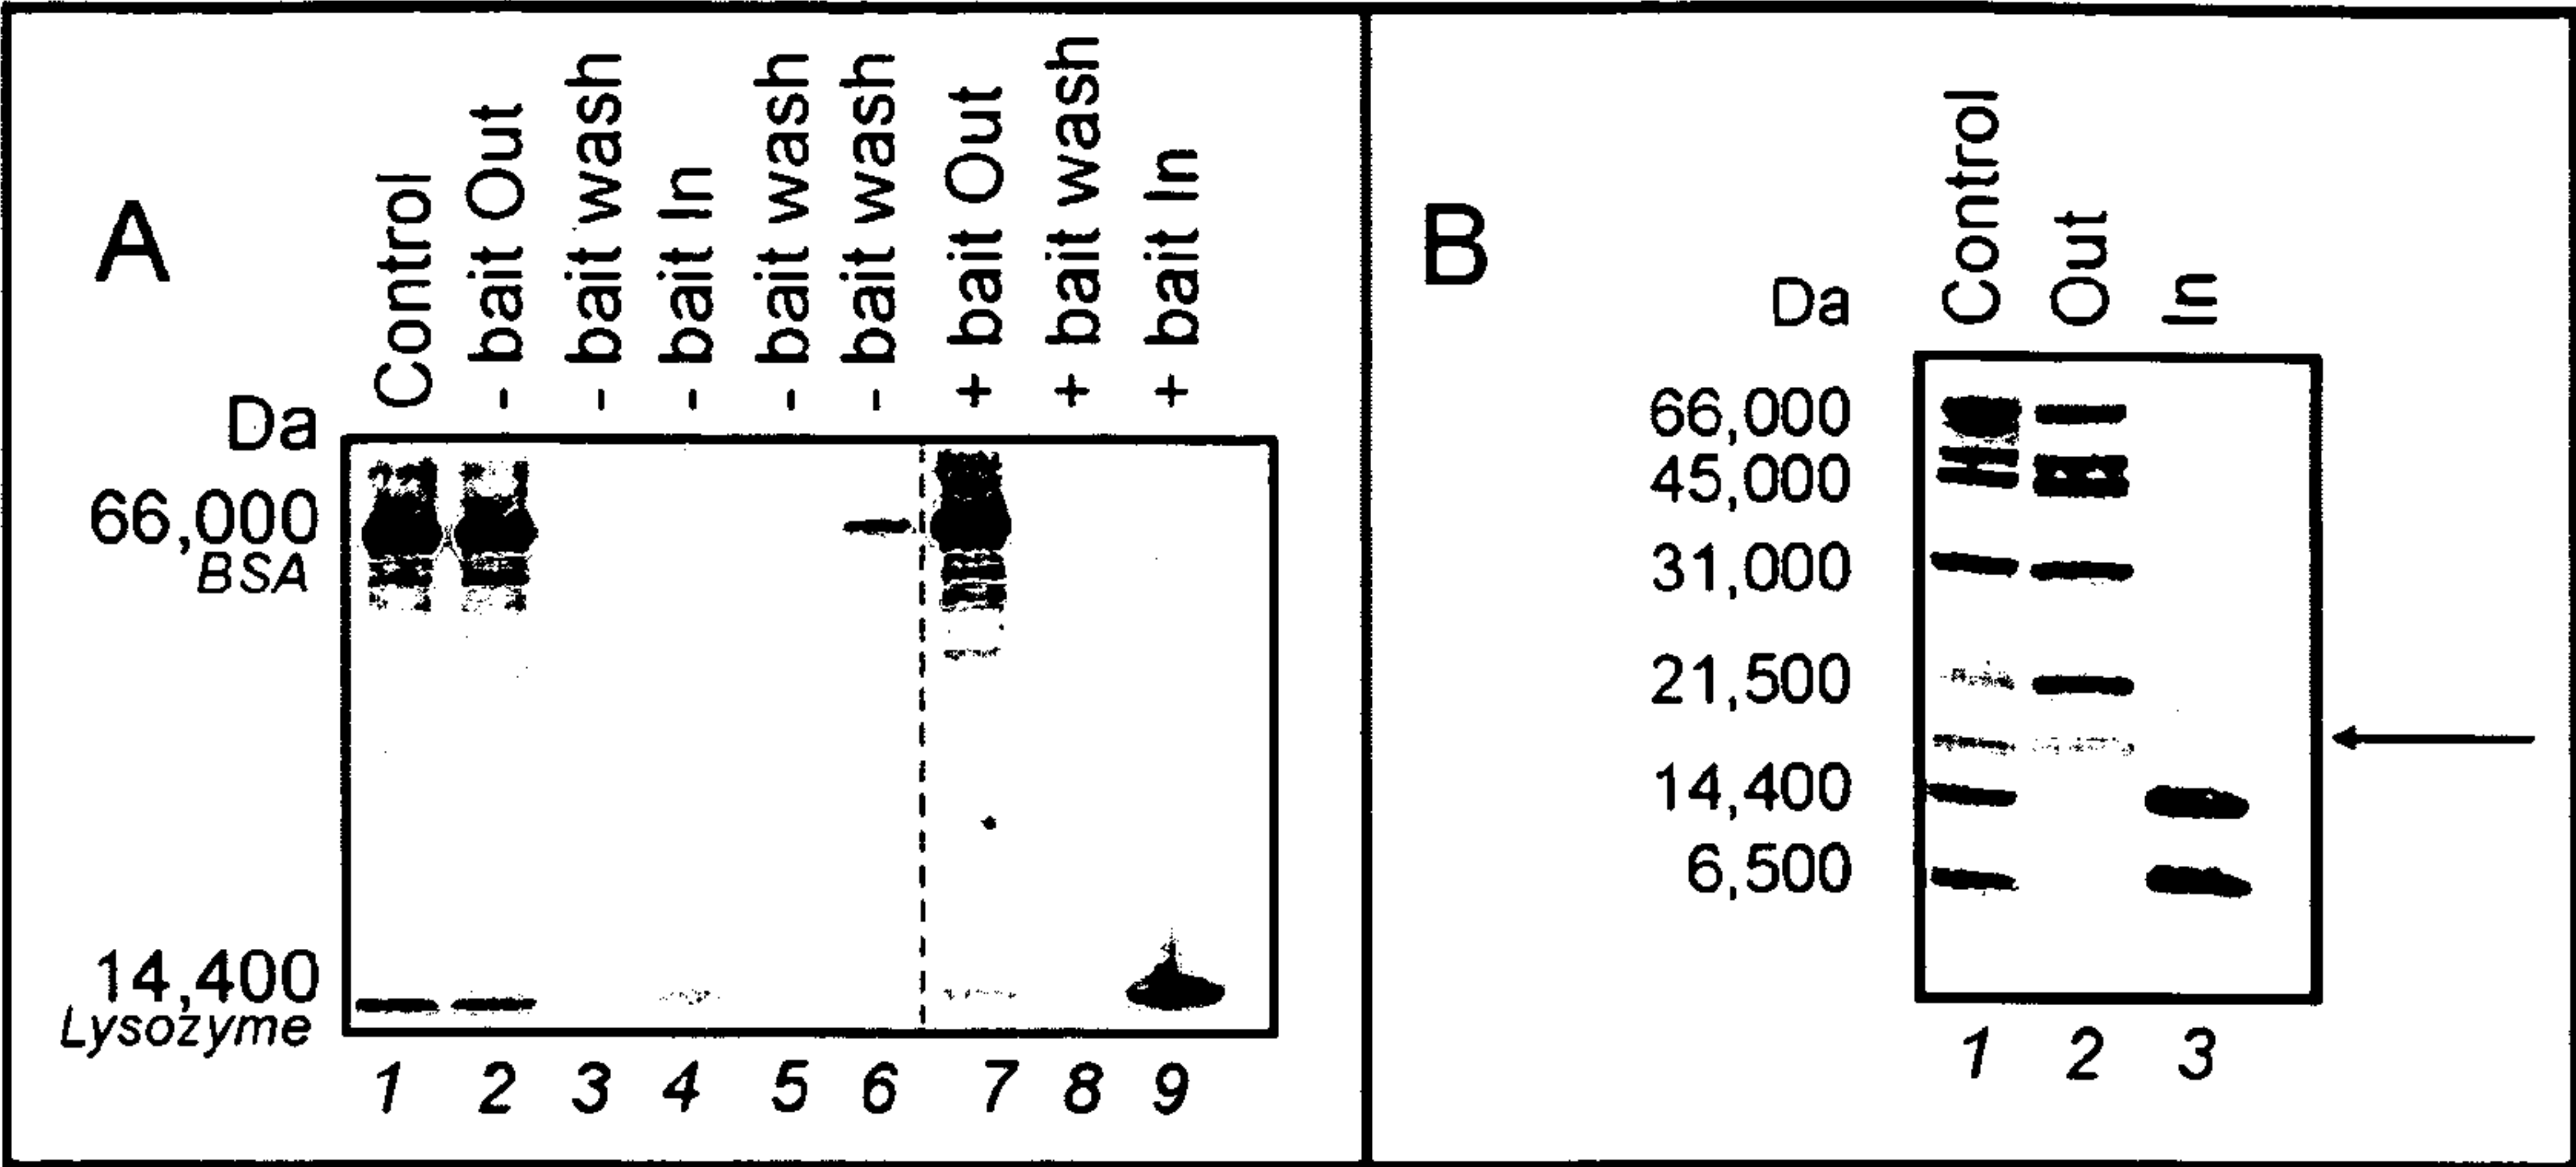 A
Control
- bait Out
- bait wash
- bait In
- bait wash
- bait wash
+ bait Out
+ bait wash
+ bait In
Da
66,000
BSA
14,400
Lysozyme
1 2 3 4 5 6 7 8 9
B
Control
Out
In
Da
66,000
45,000
31,000
21,500
14,400
6,500
1 2 3